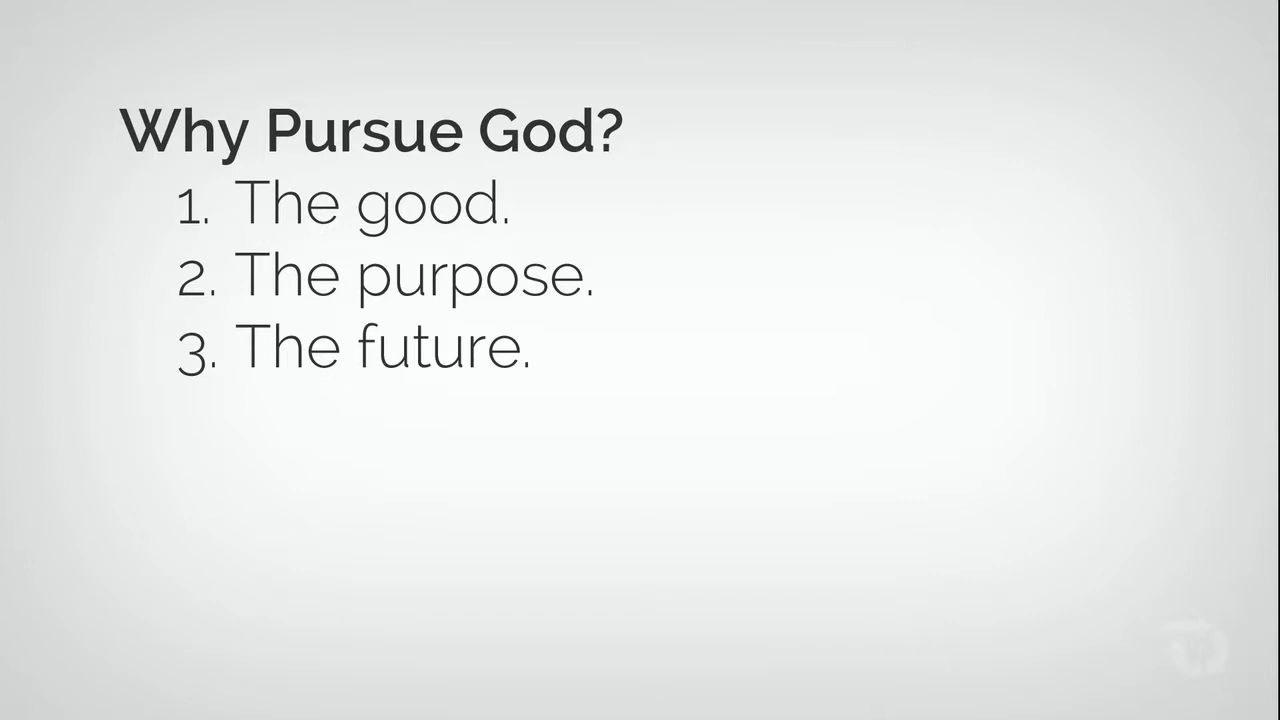 Why Pursue God?
1. The good.
2. The purpose.
3. The future.